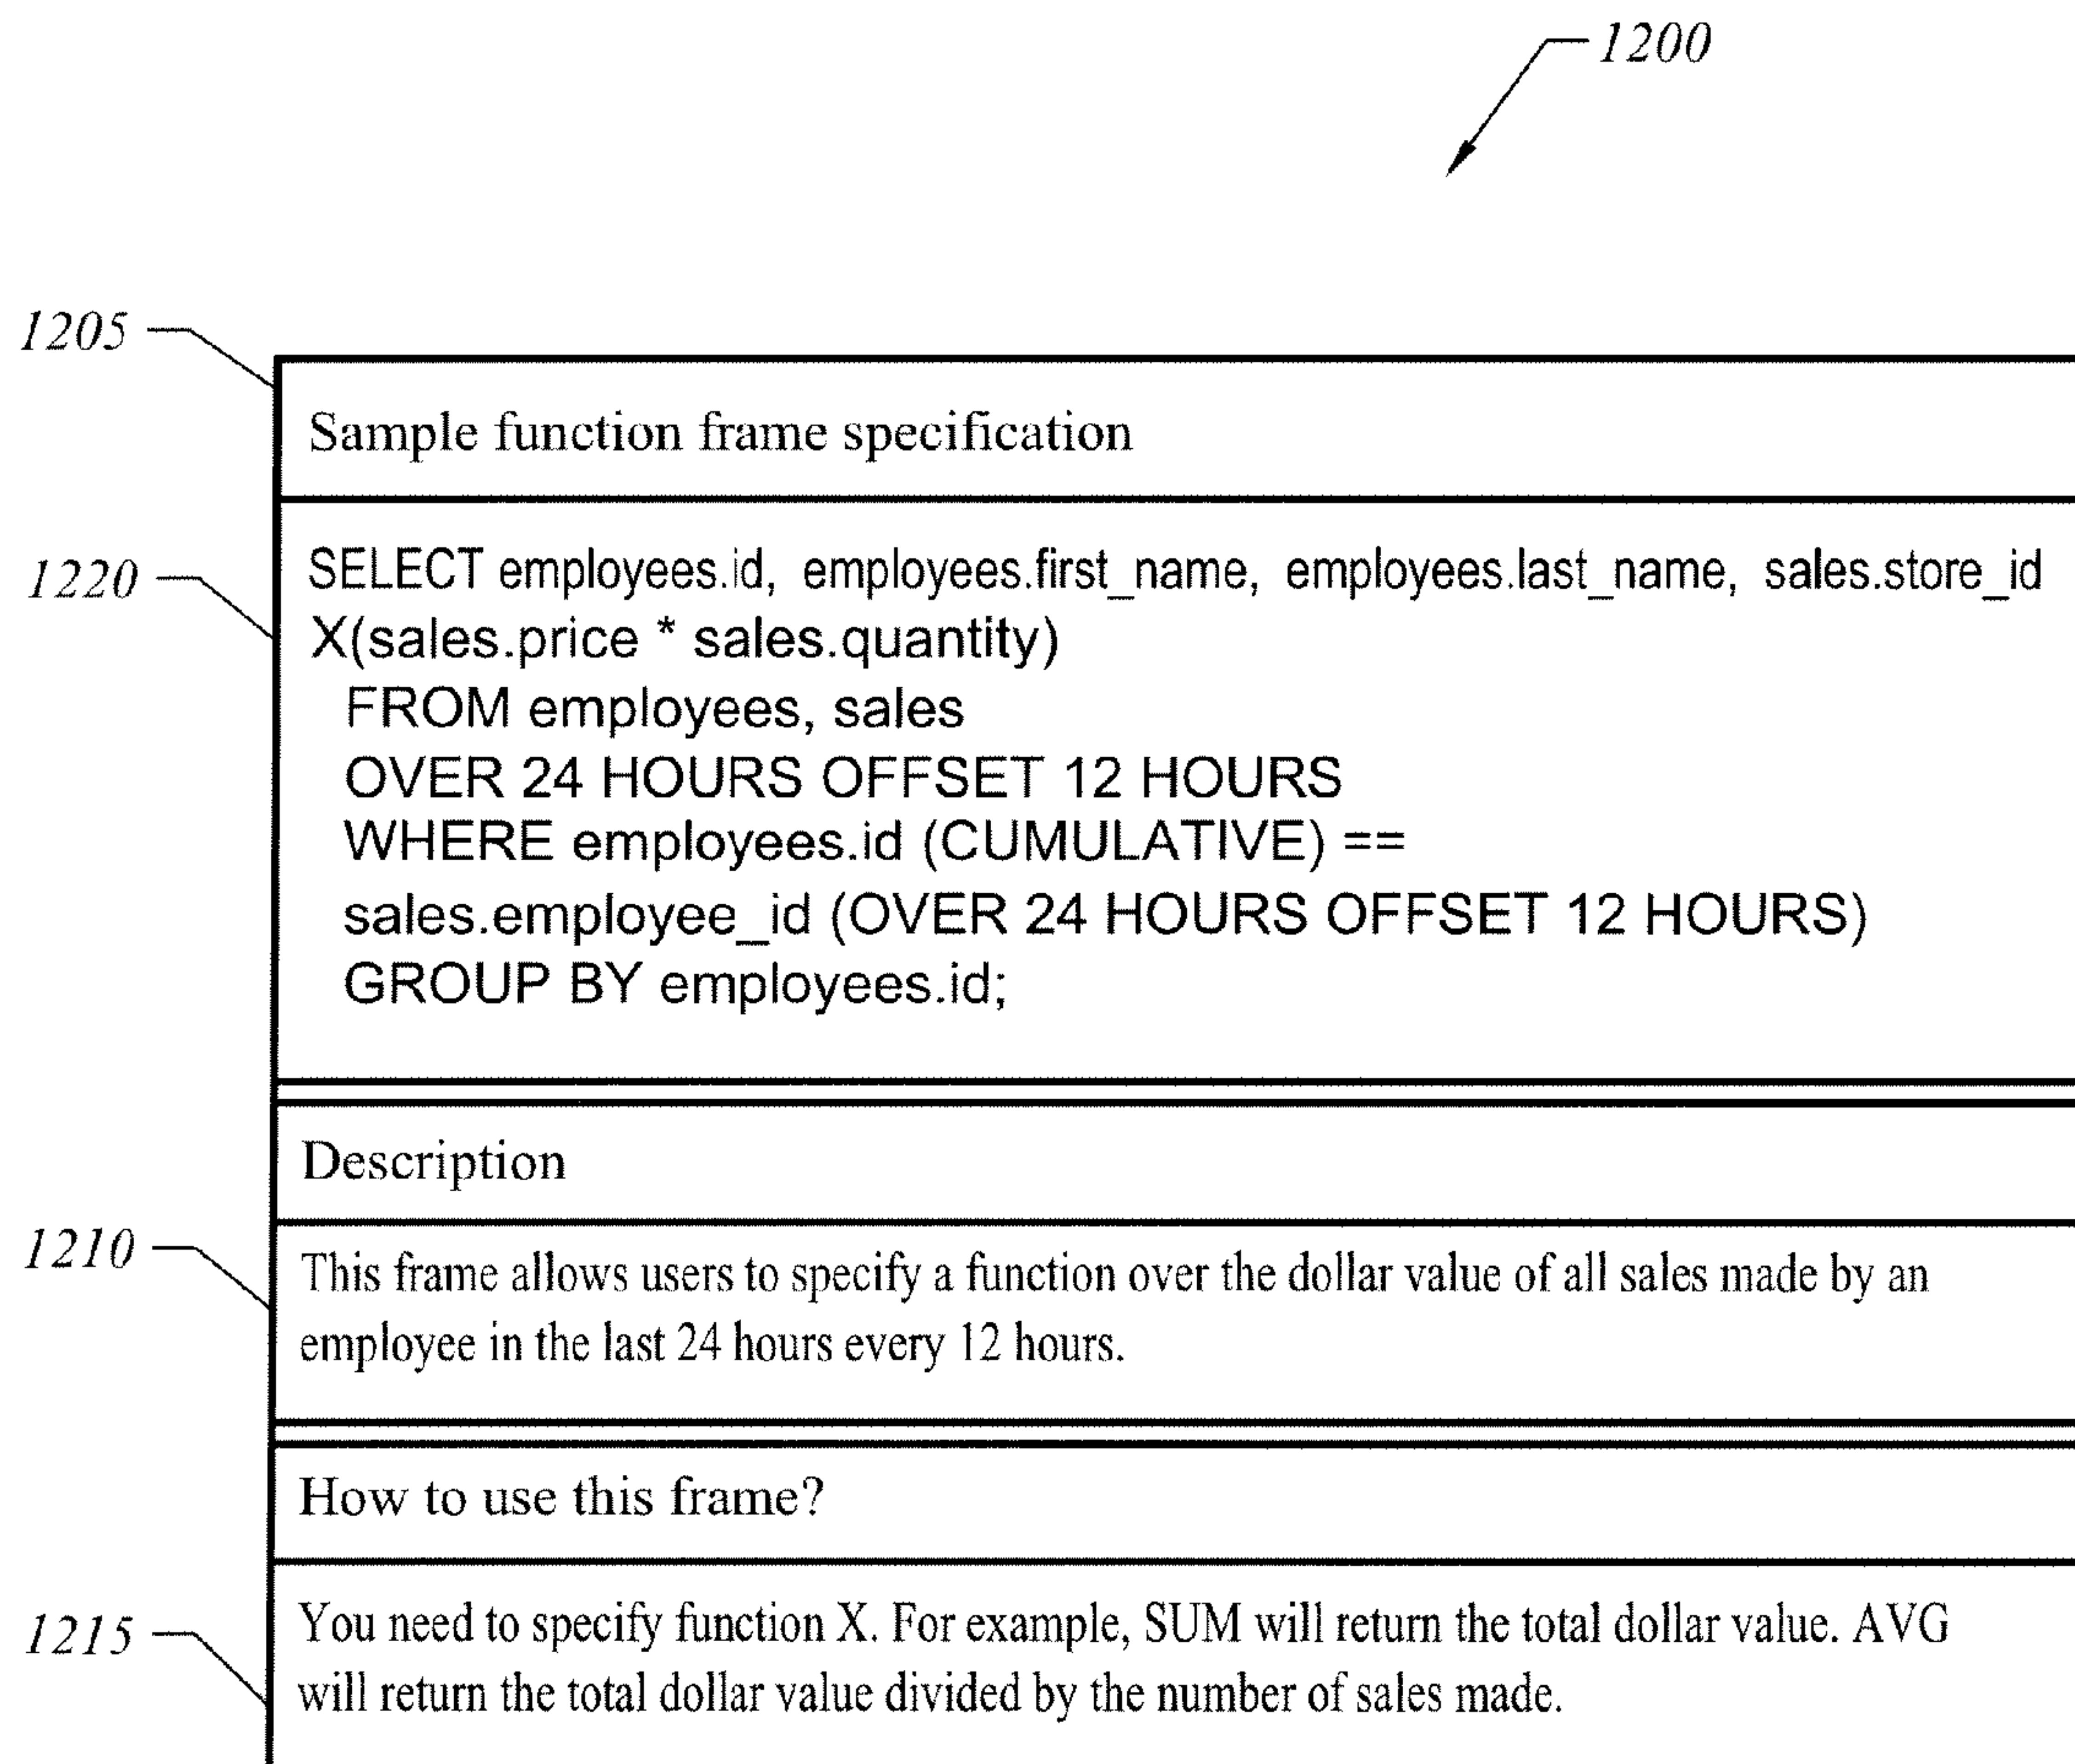 1200
1205
Sample function frame specification
1220
SELECT employees.id, employees.first_name, employees.last_name, sales.store_id
X(sales.price * sales.quantity)
FROM employees, sales
OVER 24 HOURS OFFSET 12 HOURS
WHERE employees.id (CUMULATIVE) ==
sales.employee_id (OVER 24 HOURS OFFSET 12 HOURS)
GROUP BY employees.id;
Description
1210
This frame allows users to specify a function over the dollar value of all sales made by an
employee in the last 24 hours every 12 hours.
How to use this frame?
1215
You need to specify function X. For example, SUM will return the total dollar value. AVG
will return the total dollar value divided by the number of sales made.